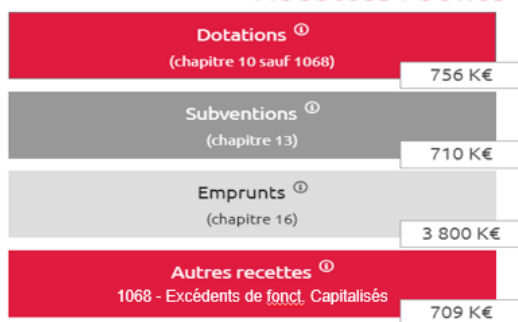 Dotations ⓘ
(chapitre 10 sauf 1068)
756 K€
Subventions ⓘ
(chapitre 13)
710 K€
Emprunts ⓘ
(chapitre 16)
3 800 K€
Autres recettes ⓘ
1068 - Excédents de fonct. Capitalisés
709 K€